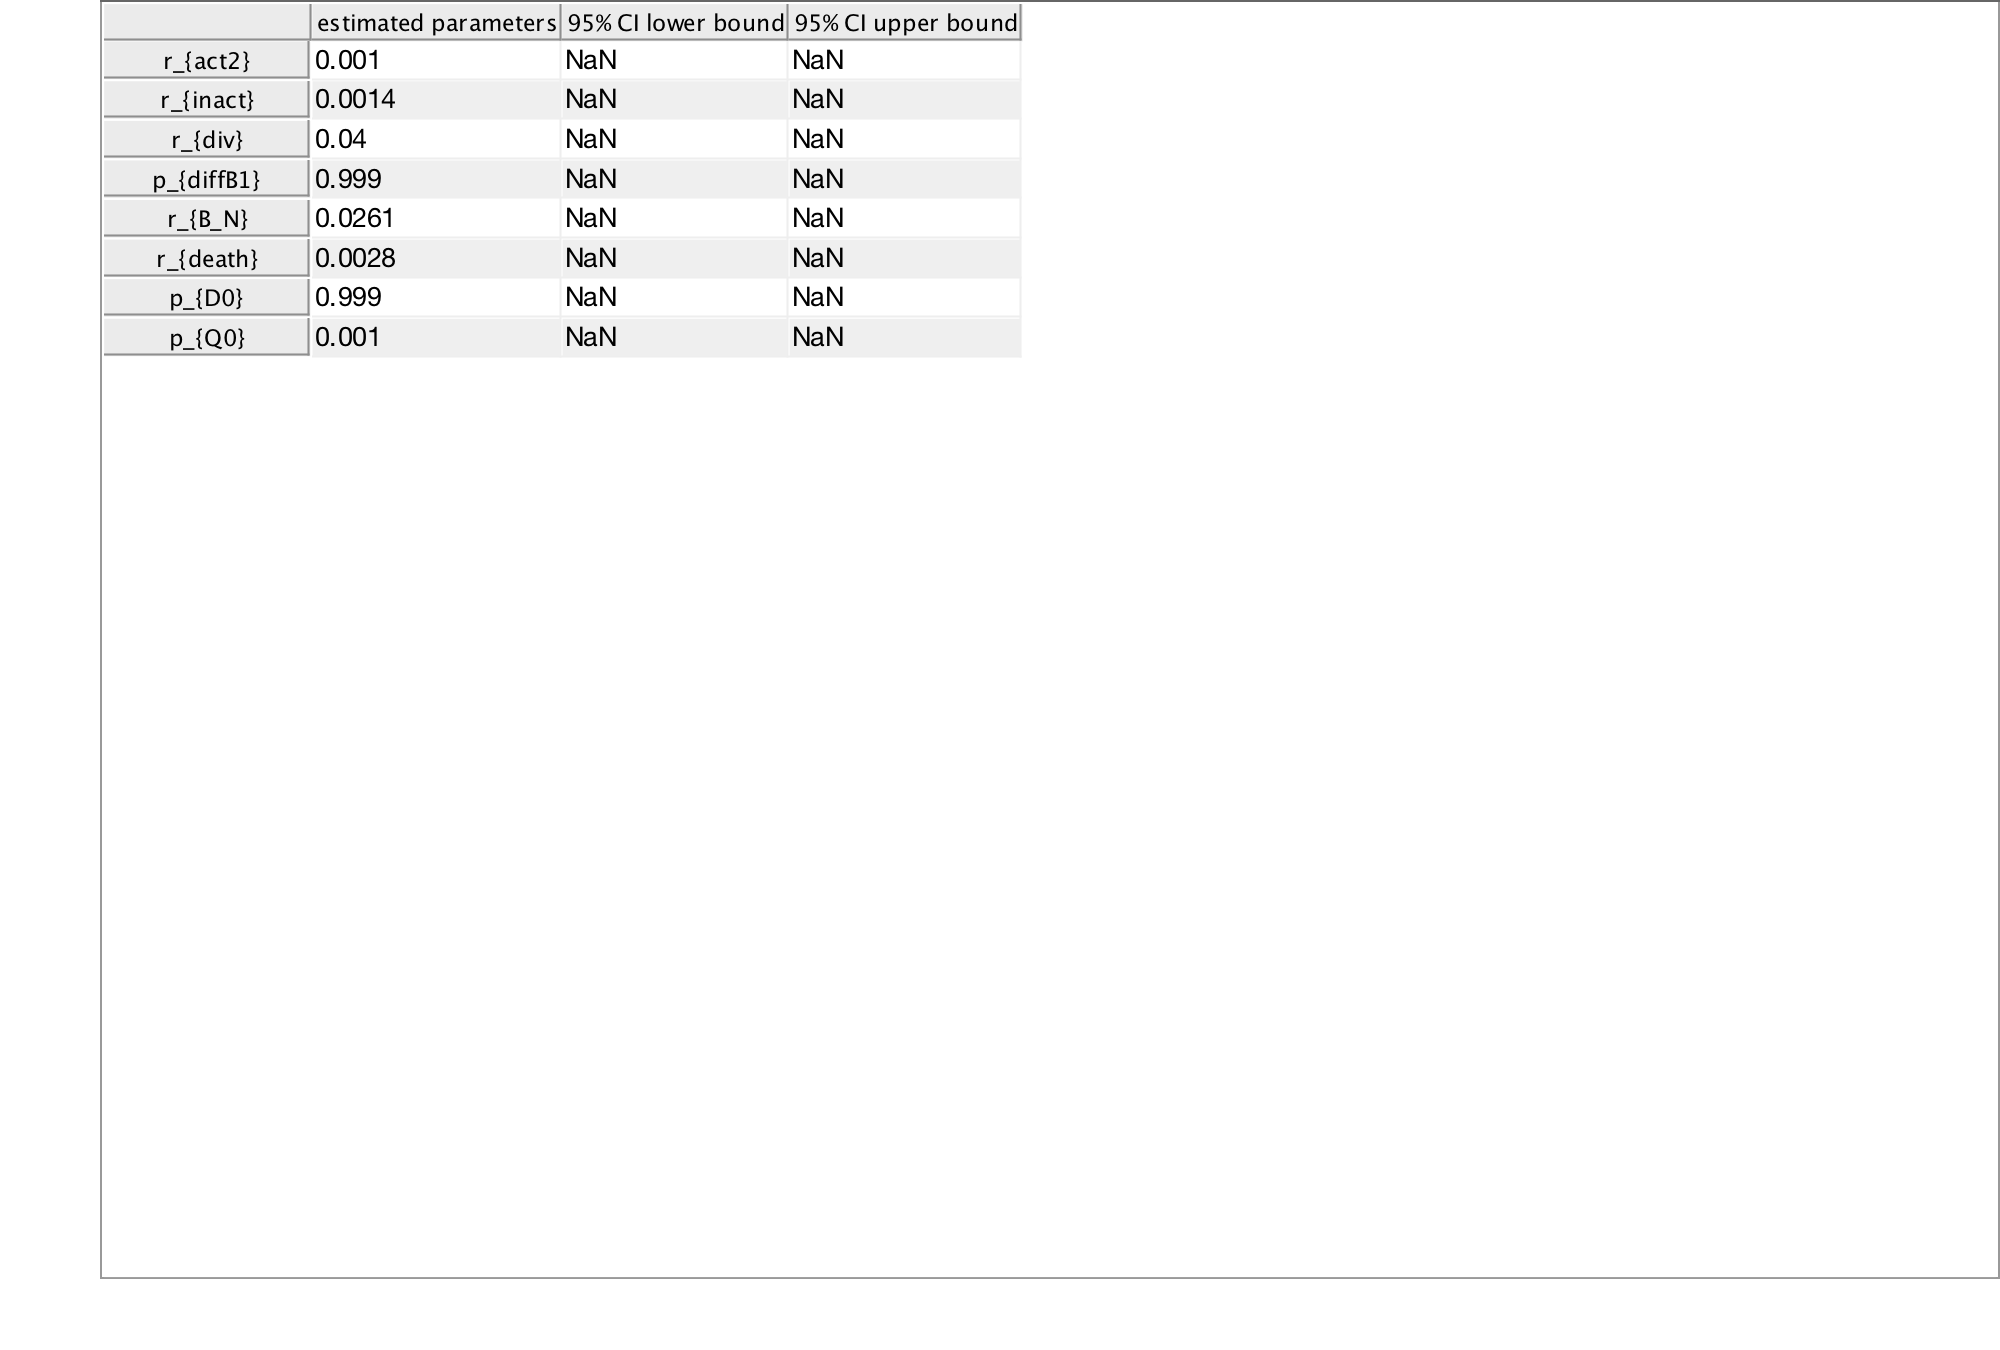 estimated parameters 95% CI lower bound 95% CI upper bound
r_{act2} 0.001 NaN NaN
r_{inact} 0.0014 NaN NaN
r_{div} 0.04 NaN NaN
p_{diffB1} 0.999 NaN NaN
r_{B_N} 0.0261 NaN NaN
r_{death} 0.0028 NaN NaN
p_{D0} 0.999 NaN NaN
p_{Q0} 0.001 NaN NaN